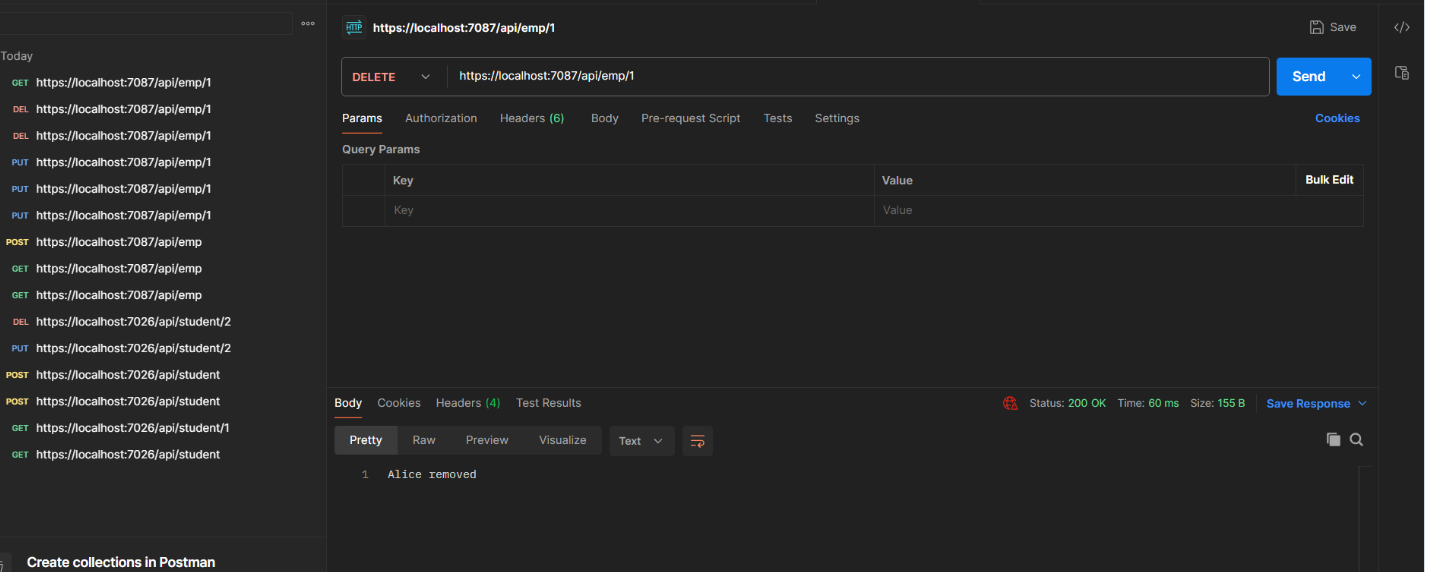 Today
GET https://localhost:7087/api/emp/1
DEL https://localhost:7087/api/emp/1
DEL https://localhost:7087/api/emp/1
PUT https://localhost:7087/api/emp/1
PUT https://localhost:7087/api/emp/1
PUT https://localhost:7087/api/emp/1
POST https://localhost:7087/api/emp
GET https://localhost:7087/api/emp
GET https://localhost:7087/api/emp
DEL https://localhost:7026/api/student/2
PUT https://localhost:7026/api/student/2
POST https://localhost:7026/api/student
POST https://localhost:7026/api/student
GET https://localhost:7026/api/student/1
GET https://localhost:7026/api/student
Create collections in Postman
HTTP https://localhost:7087/api/emp/1 Save </>
DELETE https://localhost:7087/api/emp/1 Send
Params Authorization Headers (6) Body Pre-request Script Tests Settings Cookies
Query Params
Key Value Bulk Edit
Key Value
Body Cookies Headers (4) Test Results Status: 200 OK Time: 60 ms Size: 155 B Save Response
Pretty Raw Preview Visualize Text
1 Alice removed